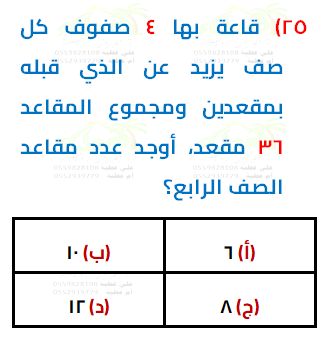 ٢٥) قاعة بها ٤ صفوف كل
صف يزيد عن الذي قبله
بمقعدين ومجموع المقاعد
٣٦ مقعد، أوجد عدد مقاعد
الصف الرابع؟
(أ) ٦
(ب) ١٠
(ج) ٨
(د) ١٢